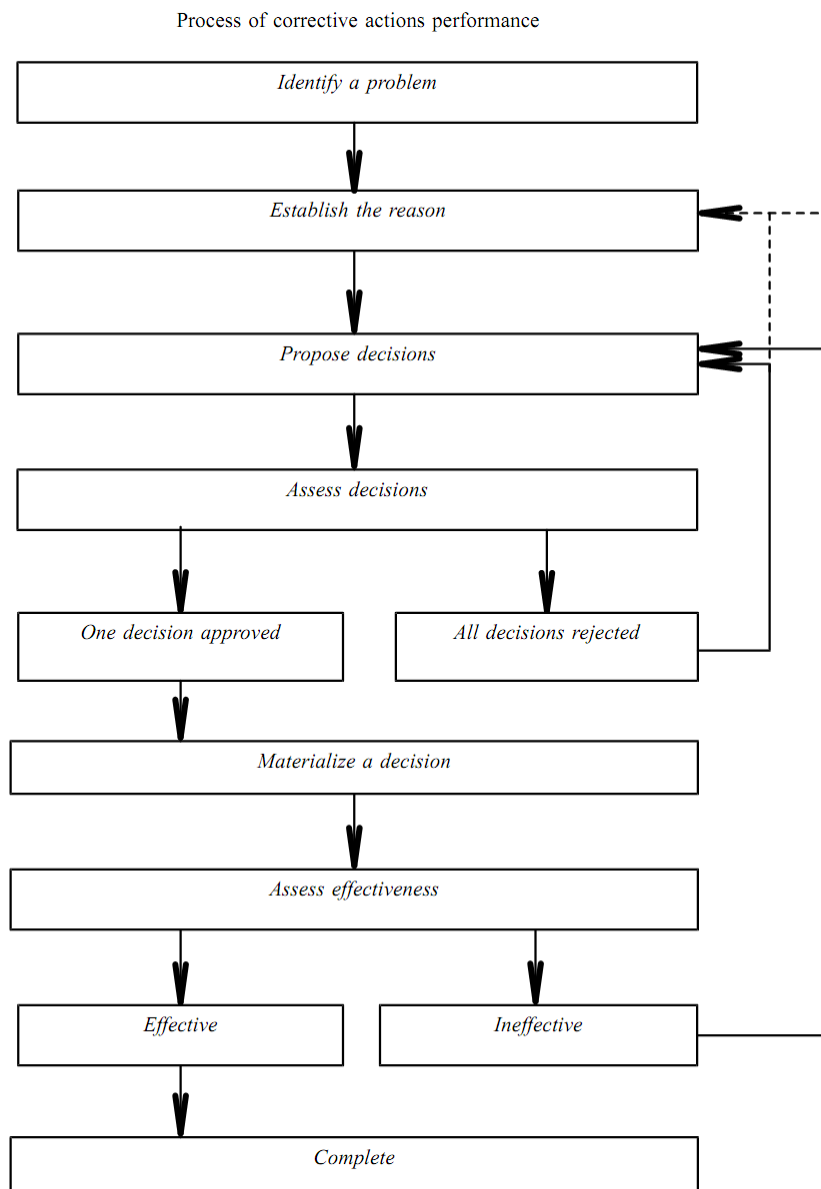 Process of corrective actions performance
Identify a problem
Establish the reason
Propose decisions
Assess decisions
One decision approved
All decisions rejected
Materialize a decision
Assess effectiveness
Effective
Ineffective
Complete